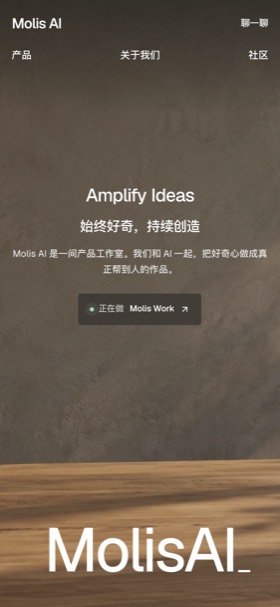 Molis AI
聊一聊
产品
关于我们
社区
Amplify Ideas
始终好奇，持续创造
Molis AI 是一间产品工作室。我们和 AI 一起，把好奇心做成真
正帮到人的作品。
正在做 Molis Work ↗
MolisAI_